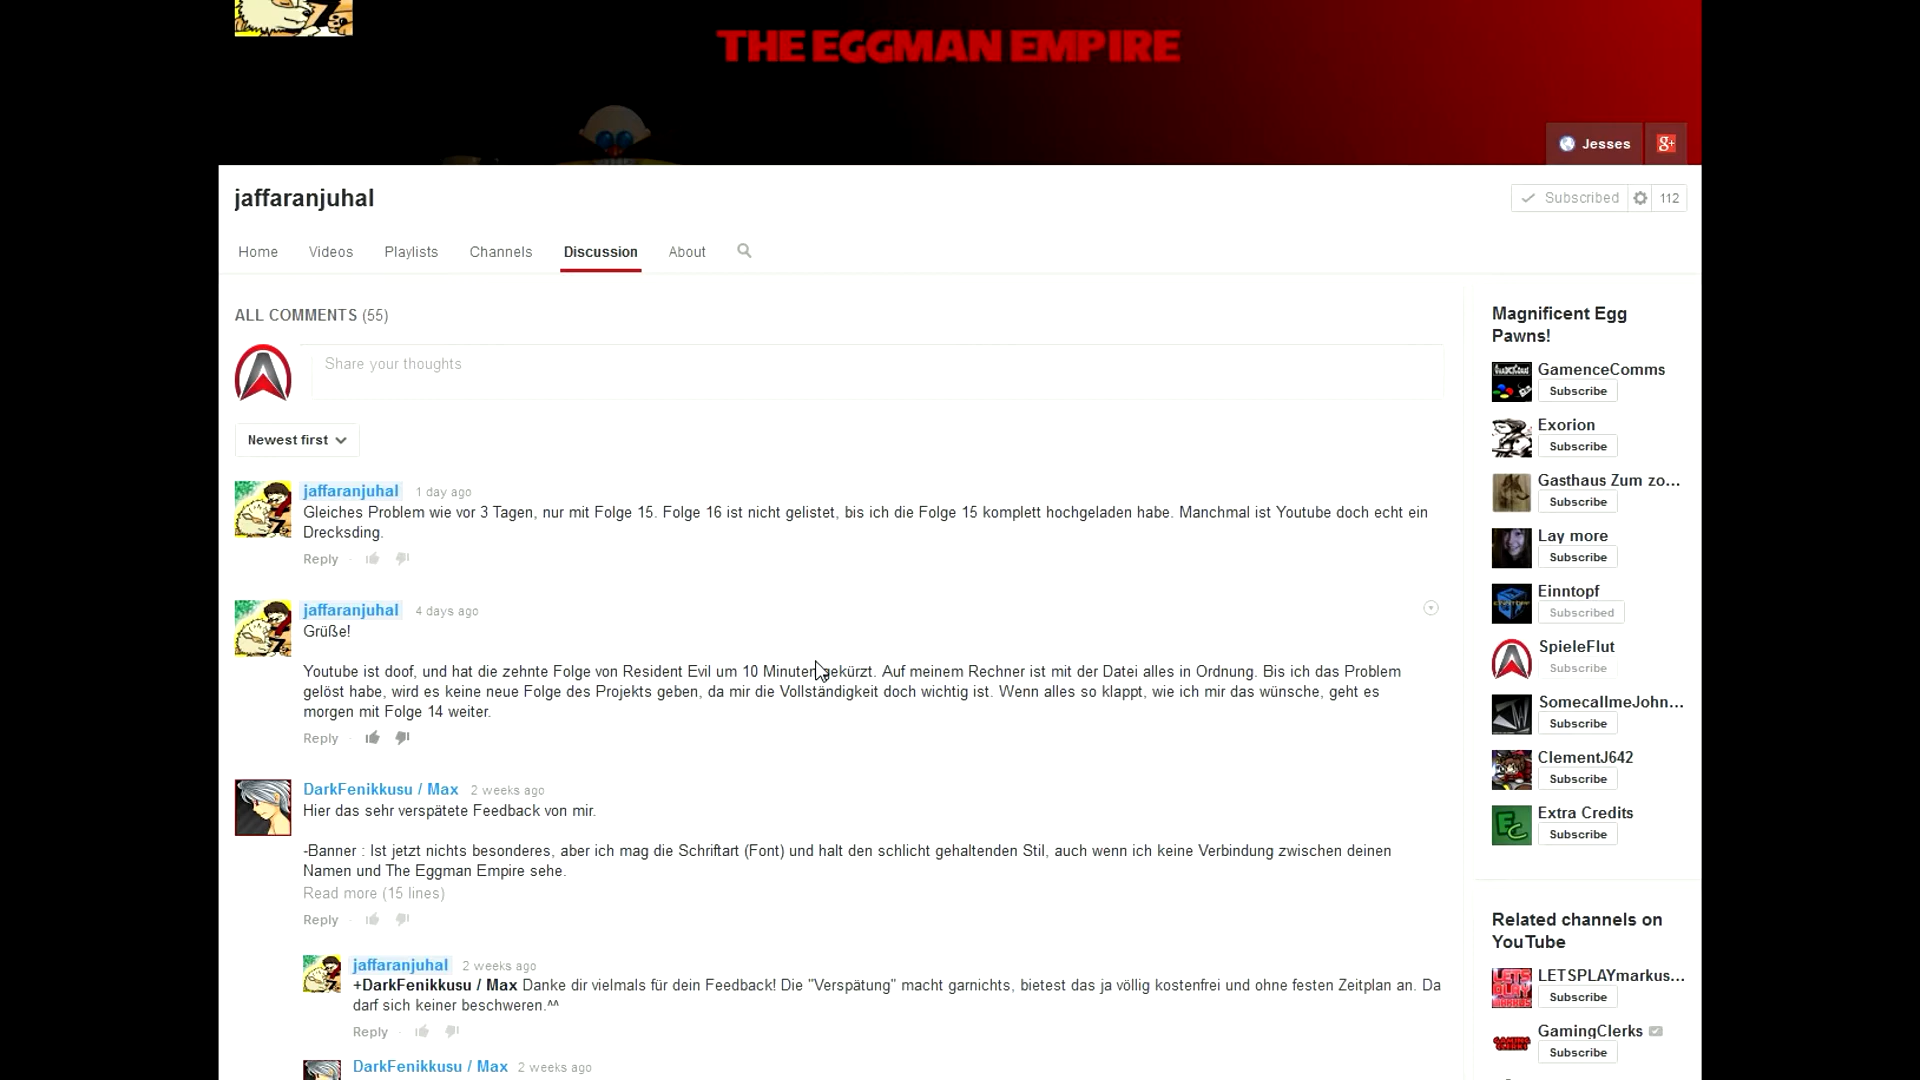 THE EGGMAN EMPIRE
Jesses
g+
jaffaranjuhal
Subscribed
112
Home
Videos
Playlists
Channels
Discussion
About
ALL COMMENTS (55)
Share your thoughts
Newest first
jaffaranjuhal 1 day ago
Gleiches Problem wie vor 3 Tagen, nur mit Folge 15. Folge 16 ist nicht gelistet, bis ich die Folge 15 komplett hochgeladen habe. Manchmal ist Youtube doch echt ein
Drecksding.
Reply
jaffaranjuhal 4 days ago
Grüße!
Youtube ist doof, und hat die zehnte Folge von Resident Evil um 10 Minuten gekürzt. Auf meinem Rechner ist mit der Datei alles in Ordnung. Bis ich das Problem
gelöst habe, wird es keine neue Folge des Projekts geben, da mir die Vollständigkeit doch wichtig ist. Wenn alles so klappt, wie ich mir das wünsche, geht es
morgen mit Folge 14 weiter.
Reply
DarkFenikkusu / Max 2 weeks ago
Hier das sehr verspätete Feedback von mir.
-Banner : Ist jetzt nichts besonderes, aber ich mag die Schriftart (Font) und halt den schlicht gehaltenden Stil, auch wenn ich keine Verbindung zwischen deinen
Namen und The Eggman Empire sehe.
Read more (15 lines)
Reply
jaffaranjuhal 2 weeks ago
+DarkFenikkusu / Max Danke dir vielmals für dein Feedback! Die "Verspätung" macht garnichts, bietest das ja völlig kostenfrei und ohne festen Zeitplan an. Da
darf sich keiner beschweren.^^
Reply
DarkFenikkusu / Max 2 weeks ago
Magnificent Egg
Pawns!
GamenceComms
Subscribe
Exorion
Subscribe
Gasthaus Zum zo...
Subscribe
Lay more
Subscribe
Einntopf
Subscribed
SpieleFlut
Subscribe
SomecallmeJohn...
Subscribe
ClementJ642
Subscribe
Extra Credits
Subscribe
Related channels on
YouTube
LETSPLAYmarkus...
Subscribe
GamingClerks
Subscribe